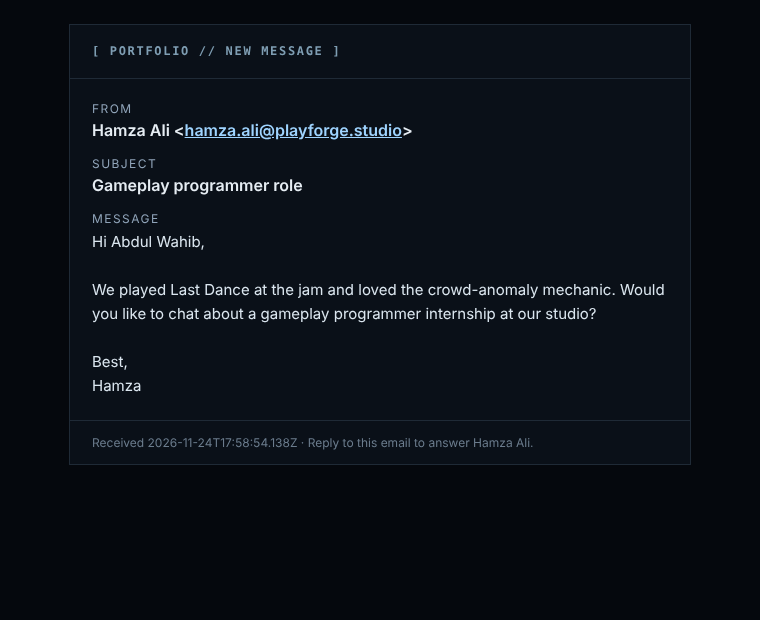 [ PORTFOLIO // NEW MESSAGE ]
FROM
Hamza Ali <hamza.ali@playforge.studio>
SUBJECT
Gameplay programmer role
MESSAGE
Hi Abdul Wahib,
We played Last Dance at the jam and loved the crowd-anomaly mechanic. Would
you like to chat about a gameplay programmer internship at our studio?
Best,
Hamza
Received 2026-11-24T17:58:54.138Z · Reply to this email to answer Hamza Ali.